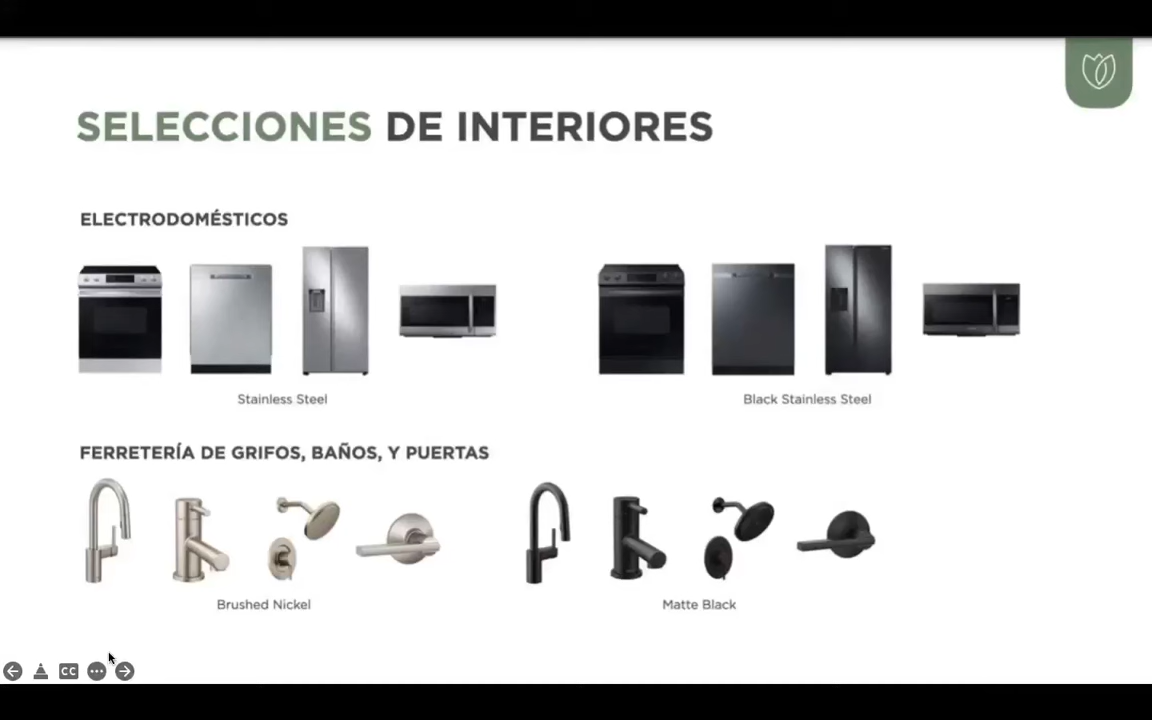 SELECCIONES DE INTERIORES
ELECTRODOMÉSTICOS
Stainless Steel
Black Stainless Steel
FERRETERÍA DE GRIFOS, BAÑOS, Y PUERTAS
Brushed Nickel
Matte Black
CC